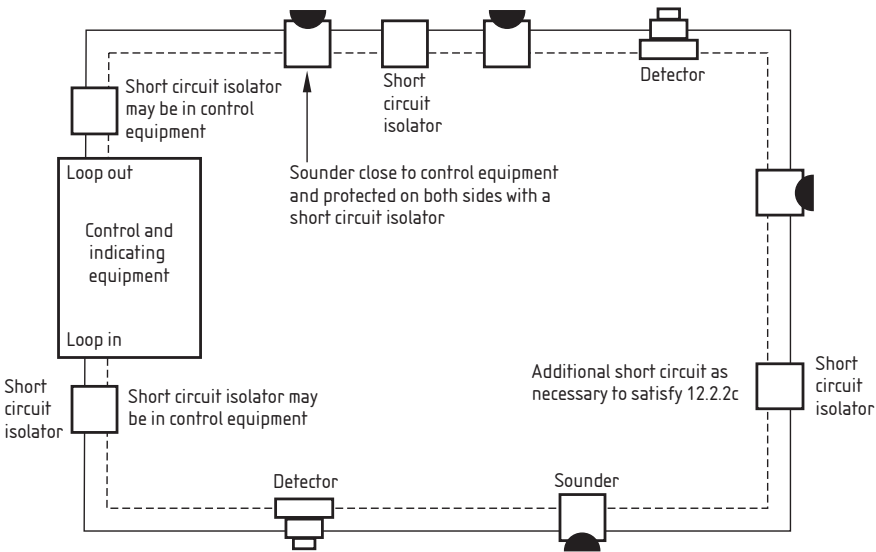 Short circuit isolator
may be in control
equipment
Short
circuit
isolator
Detector
Loop out
Sounder close to control equipment
and protected on both sides with a
short circuit isolator
Control and
indicating
equipment
Loop in
Short
circuit
isolator
Short circuit isolator may
be in control equipment
Additional short circuit as
necessary to satisfy 12.2.2c
Short
circuit
isolator
Detector
Sounder